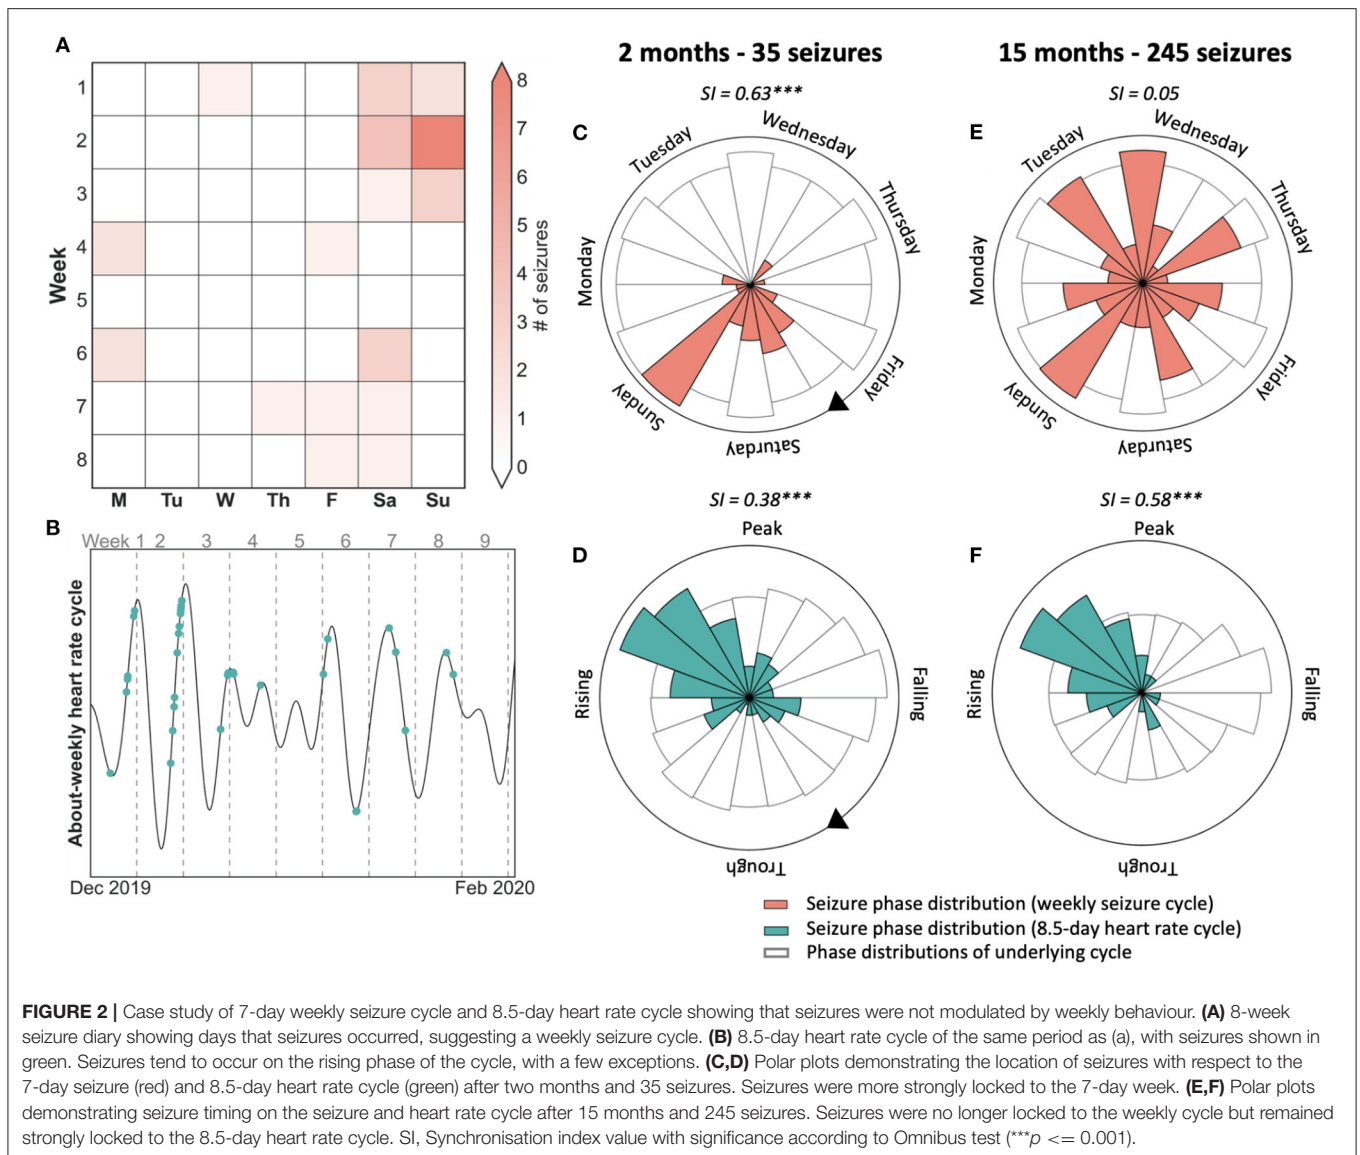 A
Week
1
2
3
4
5
6
7
8
M Tu W Th F Sa Su
8
7
6
5
4
3
2
1
0
# of seizures
B
Week 1 2 3 4 5 6 7 8 9
About-weekly heart rate cycle
Dec 2019 Feb 2020
2 months - 35 seizures
SI = 0.63***
C
Monday
Tuesday
Wednesday
Thursday
Friday
Saturday
Sunday
15 months - 245 seizures
SI = 0.05
E
Monday
Tuesday
Wednesday
Thursday
Friday
Saturday
Sunday
SI = 0.38***
D
Peak
Rising
Falling
Trough
SI = 0.58***
F
Peak
Rising
Falling
Trough
Seizure phase distribution (weekly seizure cycle)
Seizure phase distribution (8.5-day heart rate cycle)
Phase distributions of underlying cycle
FIGURE 2 | Case study of 7-day weekly seizure cycle and 8.5-day heart rate cycle showing that seizures were not modulated by weekly behaviour. (A) 8-week
seizure diary showing days that seizures occurred, suggesting a weekly seizure cycle. (B) 8.5-day heart rate cycle of the same period as (a), with seizures shown in
green. Seizures tend to occur on the rising phase of the cycle, with a few exceptions. (C,D) Polar plots demonstrating the location of seizures with respect to the
7-day seizure (red) and 8.5-day heart rate cycle (green) after two months and 35 seizures. Seizures were more strongly locked to the 7-day week. (E,F) Polar plots
demonstrating seizure timing on the seizure and heart rate cycle after 15 months and 245 seizures. Seizures were no longer locked to the weekly cycle but remained
strongly locked to the 8.5-day heart rate cycle. SI, Synchronisation index value with significance according to Omnibus test (***p <= 0.001).